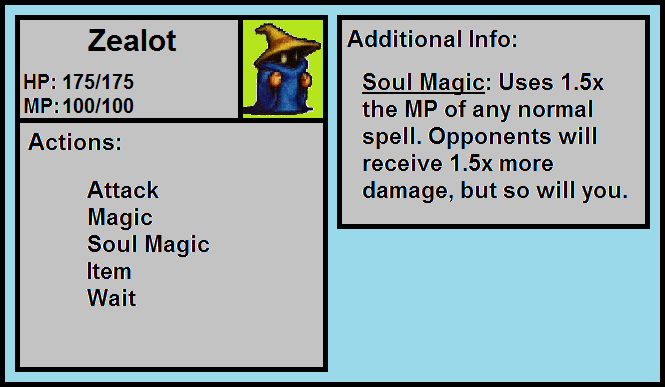 Zealot
HP: 175/175
MP: 100/100
Actions:
Attack
Magic
Soul Magic
Item
Wait
Additional Info:
Soul Magic: Uses 1.5x
the MP of any normal
spell. Opponents will
receive 1.5x more
damage, but so will you.